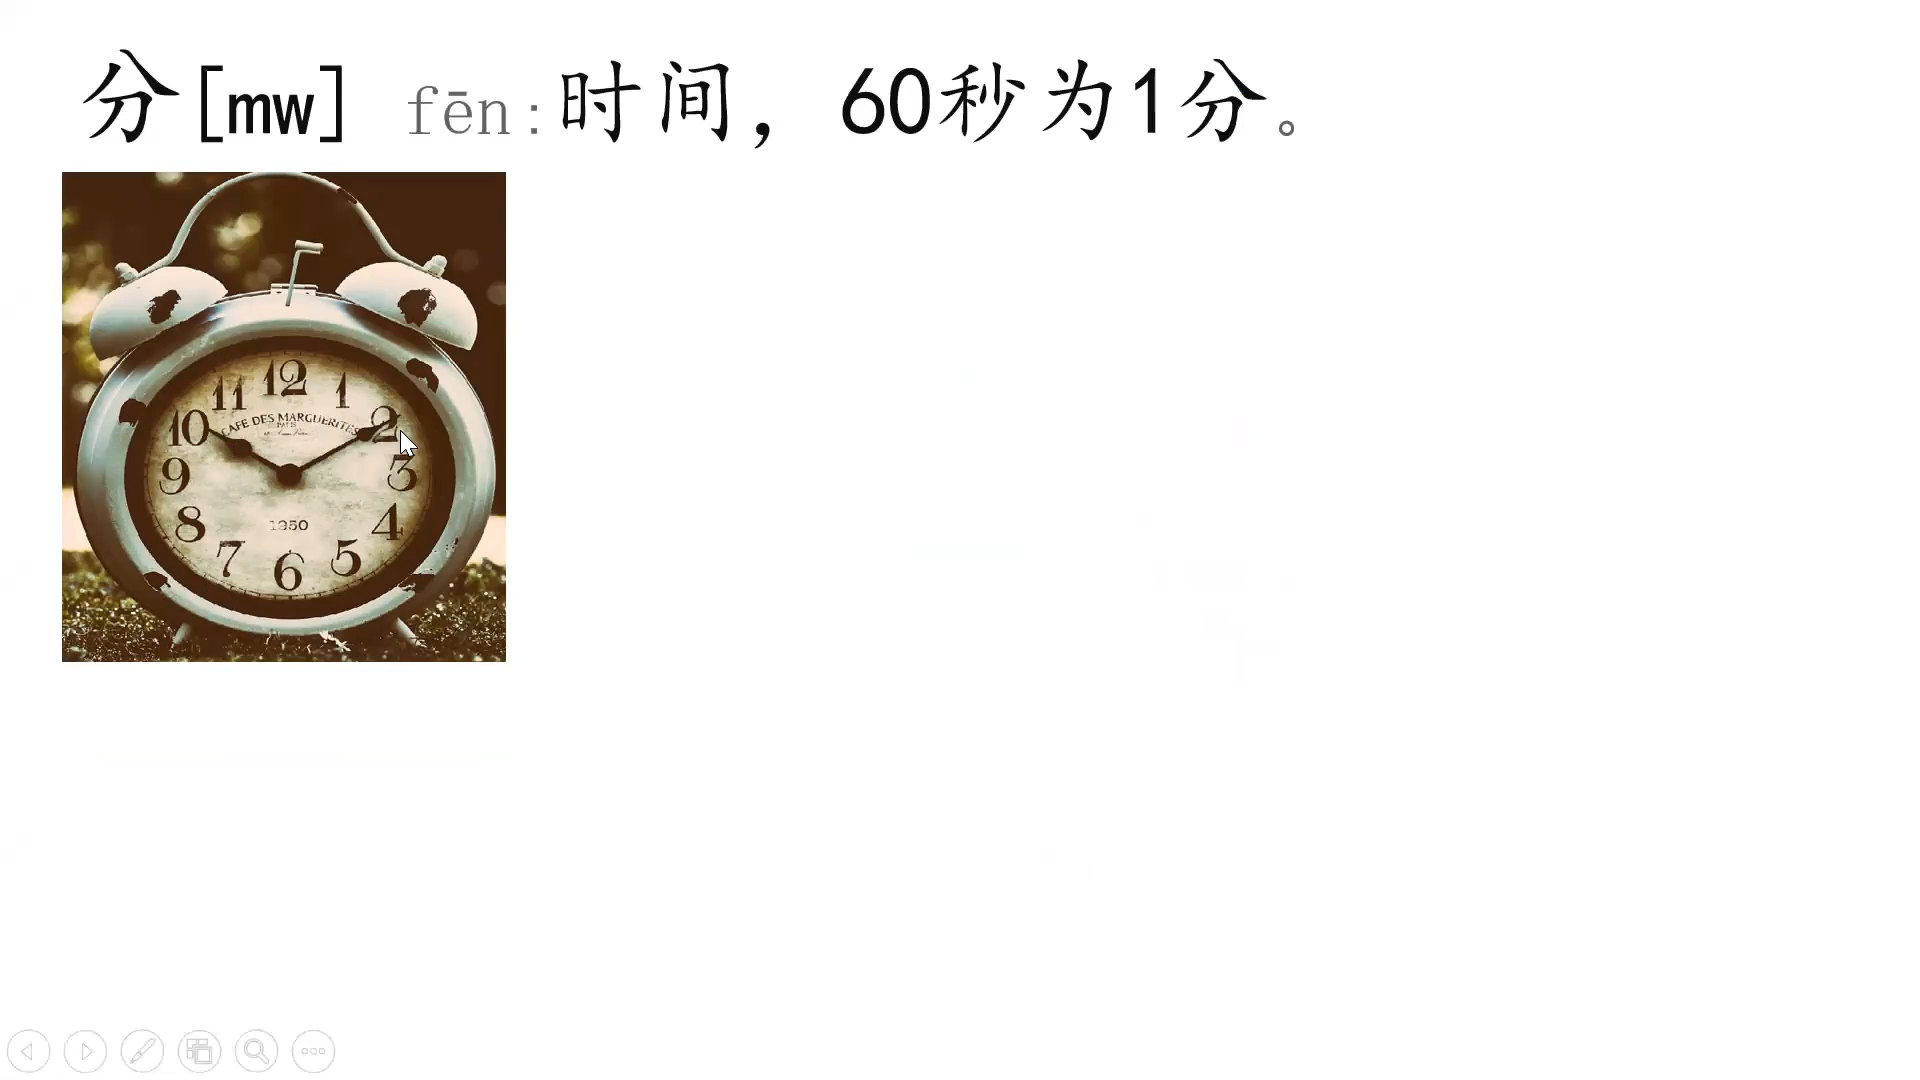 分[mw] fēn:时间，60秒为1分。
12
11 1
10 2
CAFE DES MARGUERITES
PARIS
9 3
8 4
1950
7 5
6